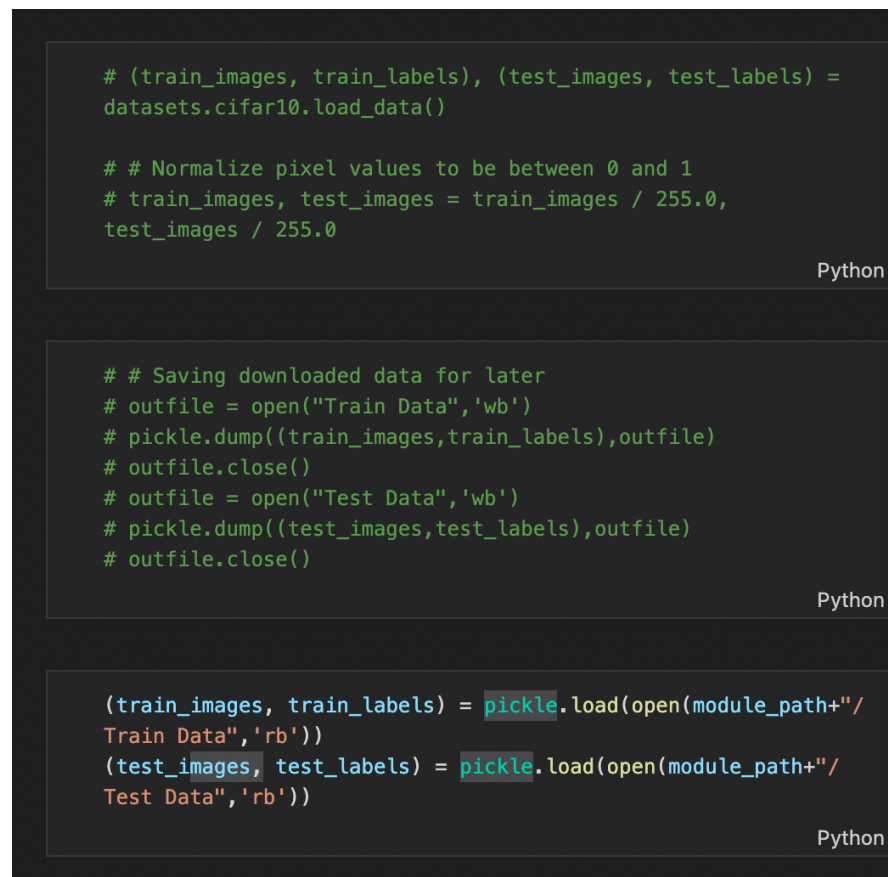 # (train_images, train_labels), (test_images, test_labels) =
datasets.cifar10.load_data()
# # Normalize pixel values to be between 0 and 1
# train_images, test_images = train_images / 255.0,
test_images / 255.0
Python
# # Saving downloaded data for later
# outfile = open("Train Data",'wb')
# pickle.dump((train_images,train_labels),outfile)
# outfile.close()
# outfile = open("Test Data",'wb')
# pickle.dump((test_images,test_labels),outfile)
# outfile.close()
Python
(train_images, train_labels) = pickle.load(open(module_path+"/
Train Data",'rb'))
(test_images, test_labels) = pickle.load(open(module_path+"/
Test Data",'rb'))
Python